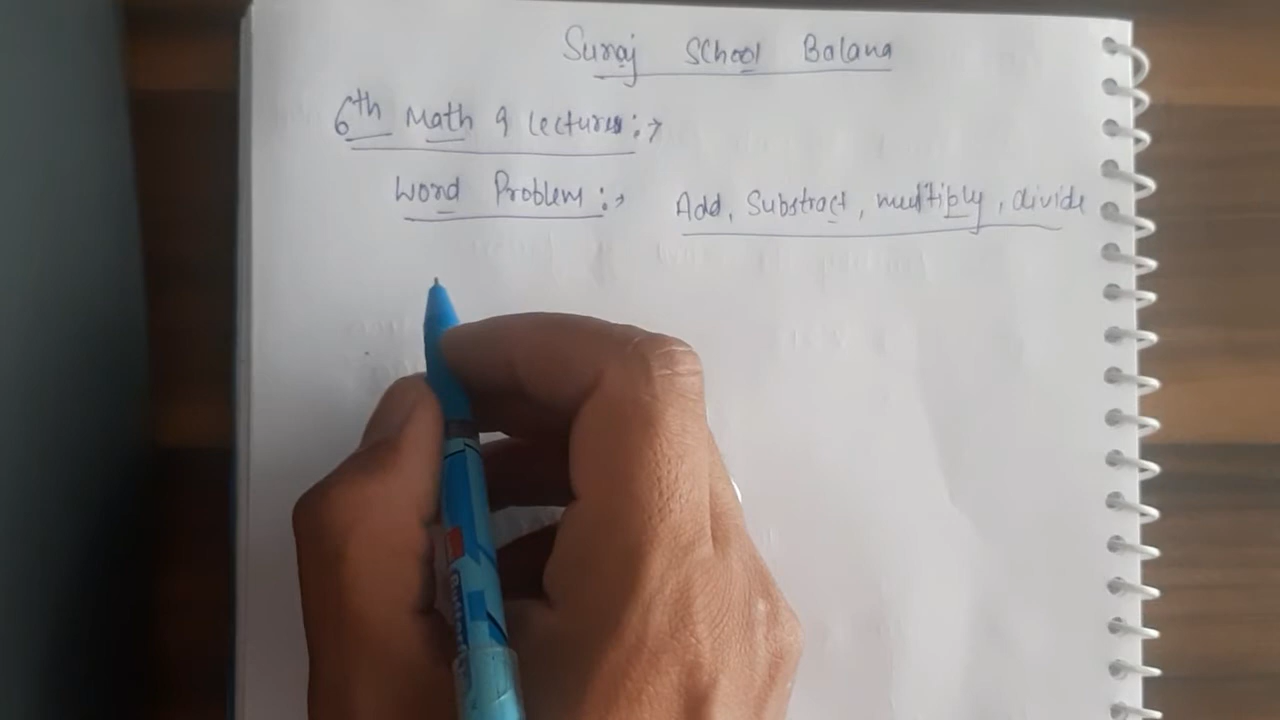 Suraj School Balana
6th Math 9 Lectures:→
Word Problem:→ Add, Substract, multiply, divide